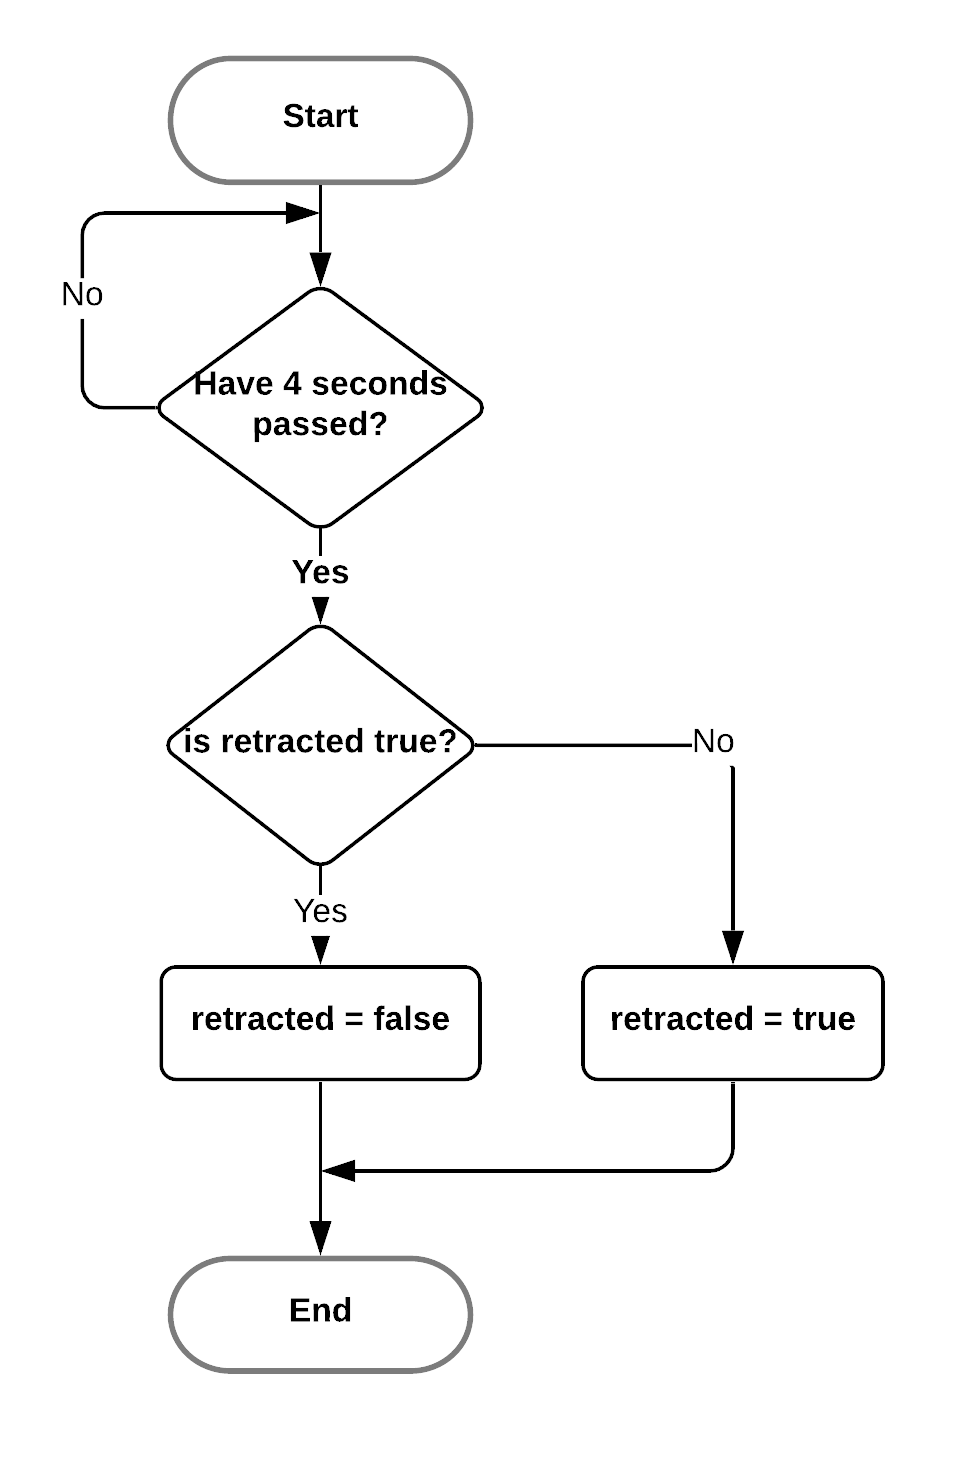 Start
No
Have 4 seconds
passed?
Yes
is retracted true?
No
Yes
retracted = false
retracted = true
End